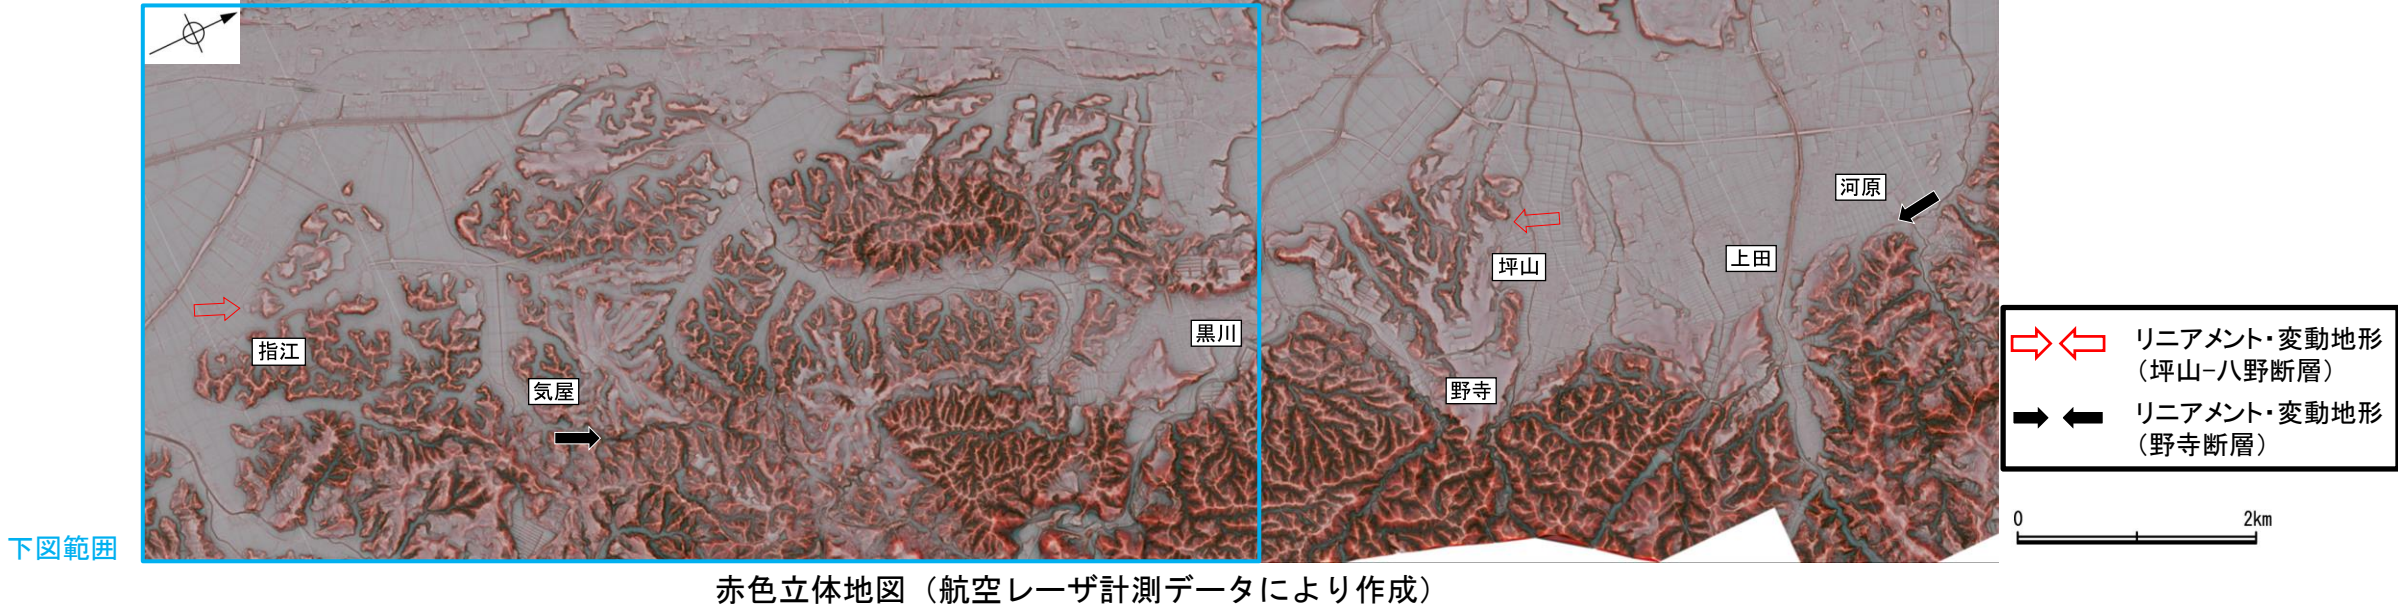 河原
上田
坪山
黒川
指江
気屋
野寺
リニアメント・変動地形
（坪山−八野断層）
リニアメント・変動地形
（野寺断層）
0 2km
下図範囲
赤色立体地図（航空レーザ計測データにより作成）